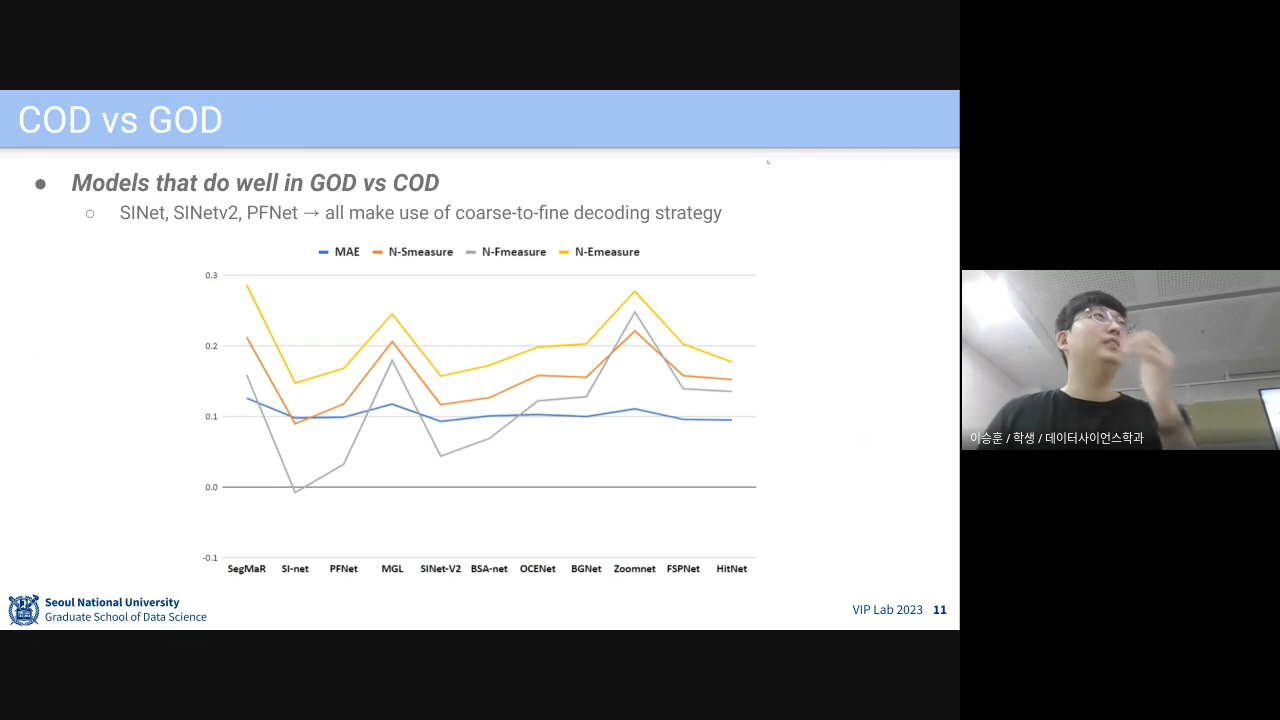 COD vs GOD
● Models that do well in GOD vs COD
○ SINet, SINetv2, PFNet → all make use of coarse-to-fine decoding strategy
MAE N-Smeasure N-Fmeasure N-Emeasure
0.3
0.2
0.1
0.0
-0.1
SegMaR SI-net PFNet MGL SINet-V2 BSA-net OCENet BGNet Zoomnet FSPNet HitNet
Seoul National University
Graduate School of Data Science
VIP Lab 2023 11
이승훈 / 학생 / 데이터사이언스학과